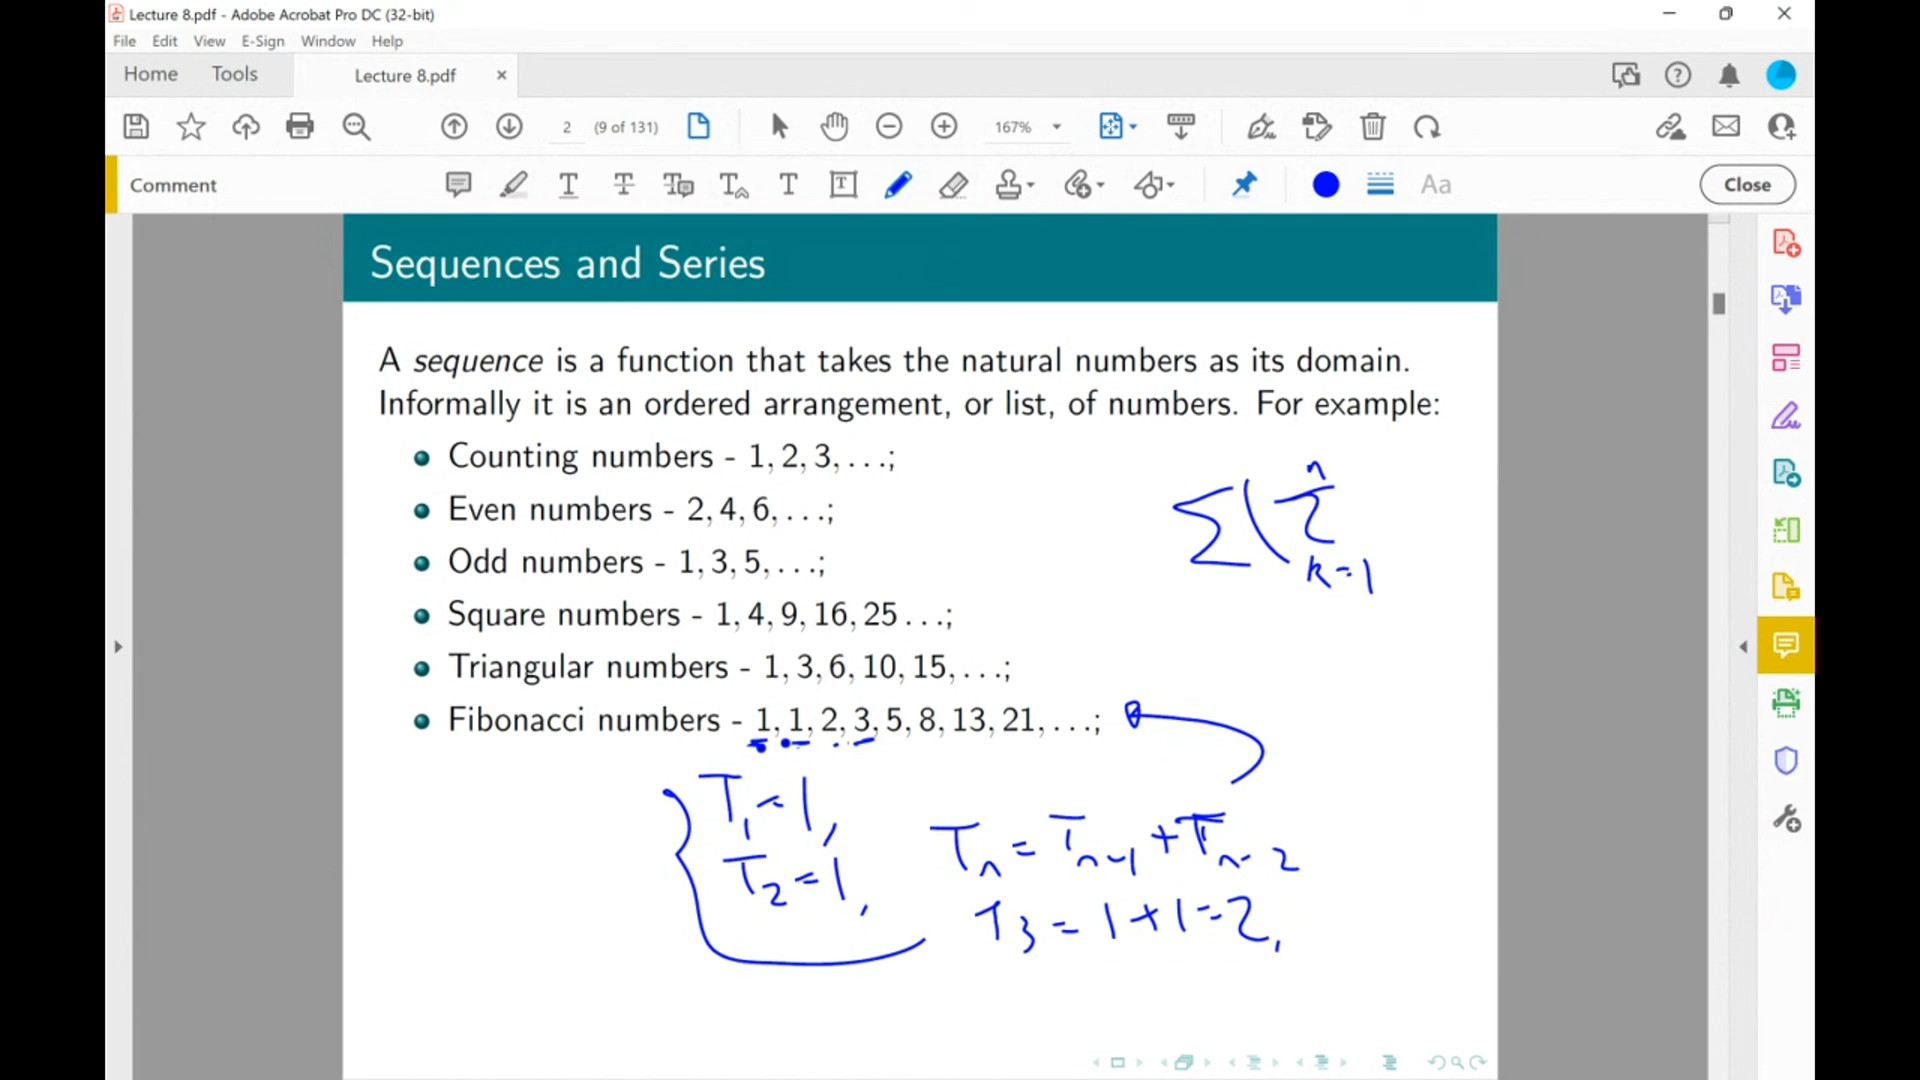 Lecture 8.pdf - Adobe Acrobat Pro DC (32-bit)
File Edit View E-Sign Window Help
Home Tools Lecture 8.pdf
2 (9 of 131) 167%
Comment Aa Close
Sequences and Series
A sequence is a function that takes the natural numbers as its domain.
Informally it is an ordered arrangement, or list, of numbers. For example:
Counting numbers - 1, 2, 3, . . .;
Even numbers - 2, 4, 6, . . .;
Odd numbers - 1, 3, 5, . . .;
Square numbers - 1, 4, 9, 16, 25 . . .;
Triangular numbers - 1, 3, 6, 10, 15, . . .;
Fibonacci numbers - 1, 1, 2, 3, 5, 8, 13, 21, . . .;
n
Σ ( Σ
k=1
T₁ = 1,
T₂ = 1,
Tₙ = Tₙ₋₁ + Tₙ₋₂
T₃ = 1+1=2,